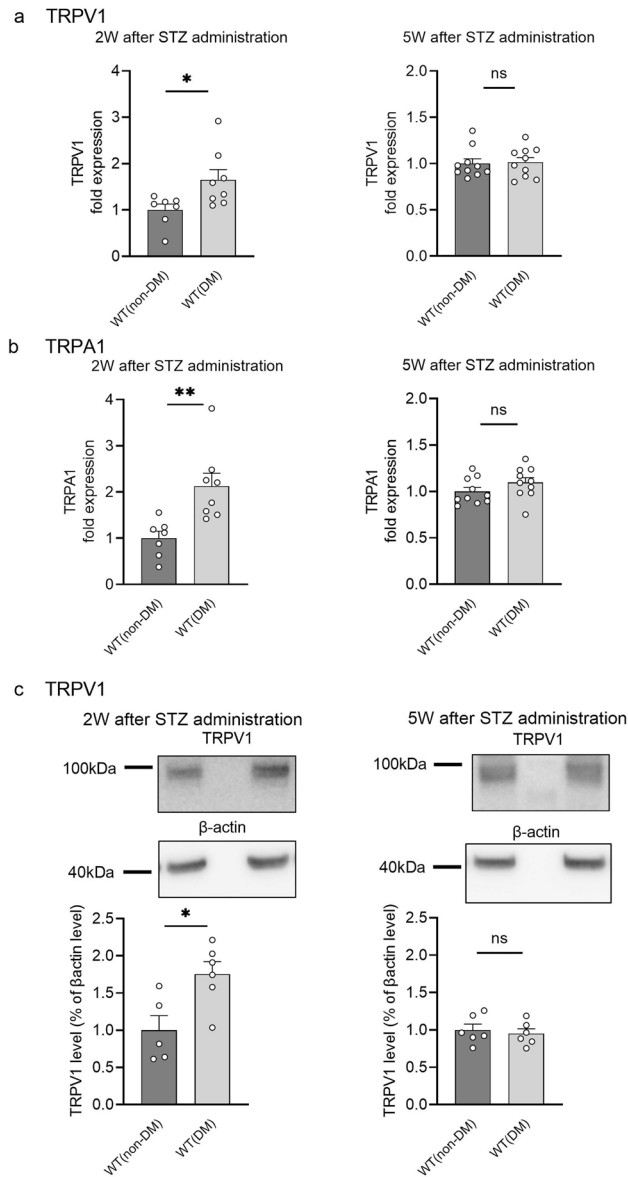 a TRPV1
2W after STZ administration
5W after STZ administration
*
ns
TRPV1
fold expression
4
3
2
1
0
TRPV1
fold expression
2.0
1.5
1.0
0.5
0.0
WT(non-DM)
WT(DM)
WT(non-DM)
WT(DM)
b TRPA1
2W after STZ administration
5W after STZ administration
**
ns
TRPA1
fold expression
4
3
2
1
0
TRPA1
fold expression
2.0
1.5
1.0
0.5
0.0
WT(non-DM)
WT(DM)
WT(non-DM)
WT(DM)
c TRPV1
2W after STZ administration
TRPV1
100kDa
β-actin
40kDa
5W after STZ administration
TRPV1
100kDa
β-actin
40kDa
TRPV1 level (% of βactin level)
2.5
2.0
1.5
1.0
0.5
0.0
*
WT(non-DM)
WT(DM)
TRPV1 level (% of βactin level)
2.5
2.0
1.5
1.0
0.5
0.0
ns
WT(non-DM)
WT(DM)